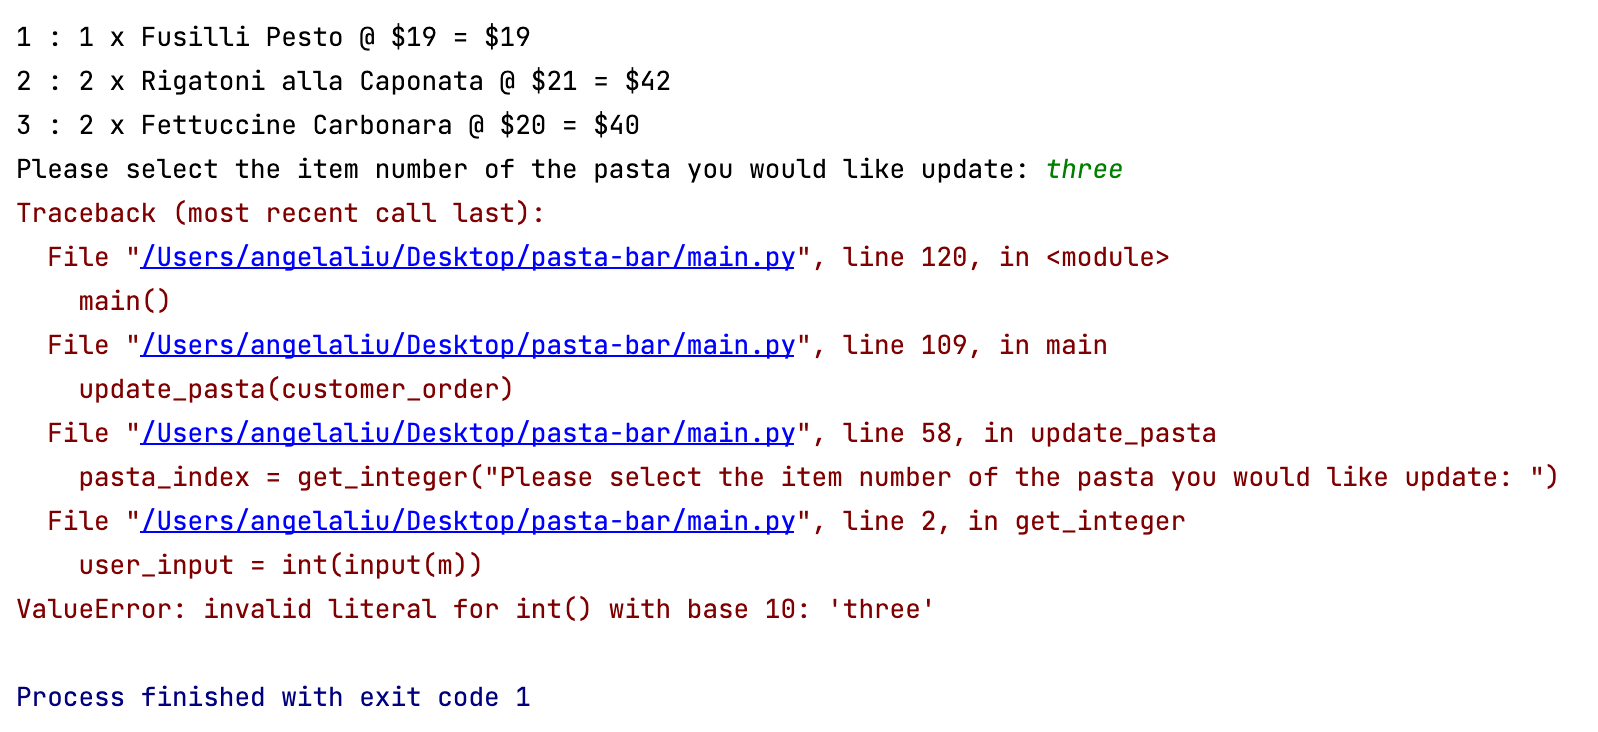 1 : 1 x Fusilli Pesto @ $19 = $19
2 : 2 x Rigatoni alla Caponata @ $21 = $42
3 : 2 x Fettuccine Carbonara @ $20 = $40
Please select the item number of the pasta you would like update: three
Traceback (most recent call last):
  File "/Users/angelaliu/Desktop/pasta-bar/main.py", line 120, in <module>
    main()
  File "/Users/angelaliu/Desktop/pasta-bar/main.py", line 109, in main
    update_pasta(customer_order)
  File "/Users/angelaliu/Desktop/pasta-bar/main.py", line 58, in update_pasta
    pasta_index = get_integer("Please select the item number of the pasta you would like update: ")
  File "/Users/angelaliu/Desktop/pasta-bar/main.py", line 2, in get_integer
    user_input = int(input(m))
ValueError: invalid literal for int() with base 10: 'three'
Process finished with exit code 1